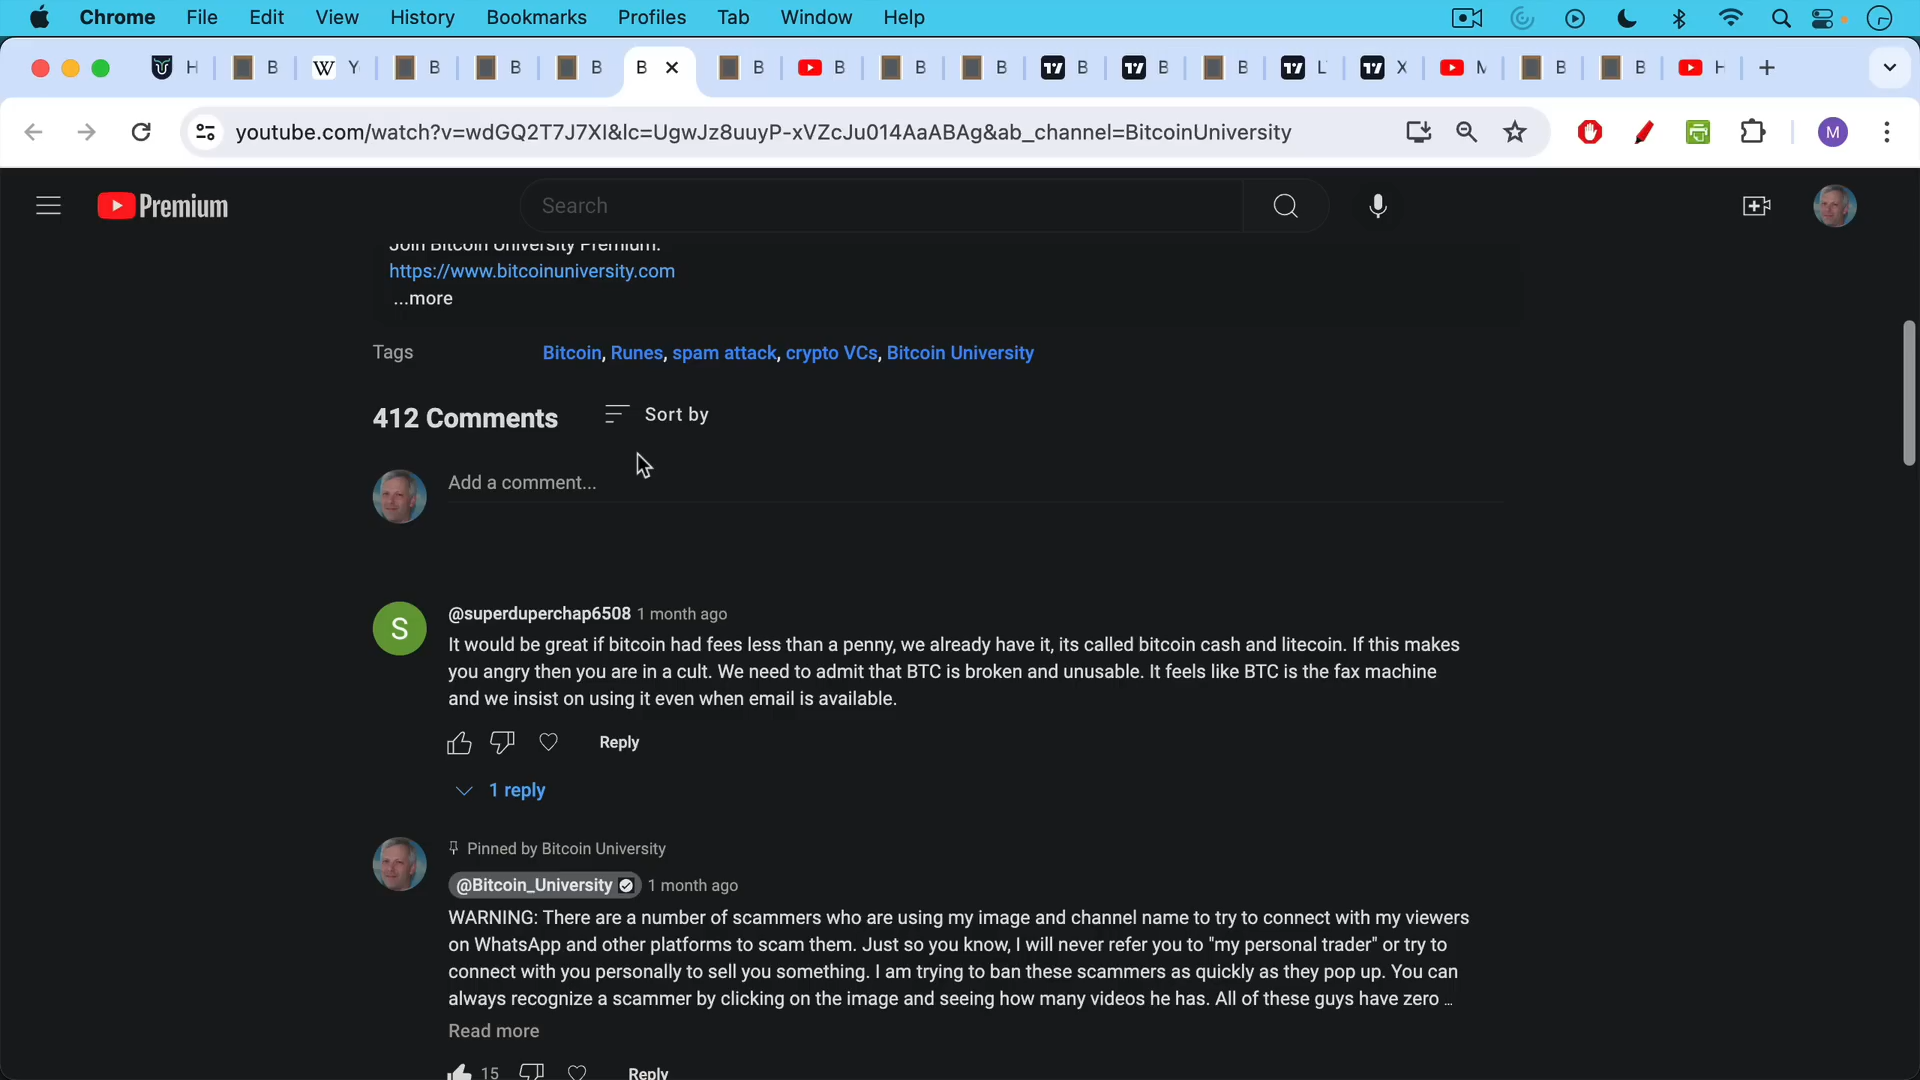 Chrome File Edit View History Bookmarks Profiles Tab Window Help
H B Y B B B B B B B B B B B L X M B B H
youtube.com/watch?v=wdGQ2T7J7XI&lc=UgwJz8uuyP-xVZcJu014AaABAg&ab_channel=BitcoinUniversity
M
Premium
Search
Join Bitcoin University Premium:
https://www.bitcoinuniversity.com
...more
Tags
Bitcoin, Runes, spam attack, crypto VCs, Bitcoin University
412 Comments
Sort by
Add a comment...
S
@superduperchap6508 1 month ago
It would be great if bitcoin had fees less than a penny, we already have it, its called bitcoin cash and litecoin. If this makes
you angry then you are in a cult. We need to admit that BTC is broken and unusable. It feels like BTC is the fax machine
and we insist on using it even when email is available.
Reply
1 reply
Pinned by Bitcoin University
@Bitcoin_University 1 month ago
WARNING: There are a number of scammers who are using my image and channel name to try to connect with my viewers
on WhatsApp and other platforms to scam them. Just so you know, I will never refer you to "my personal trader" or try to
connect with you personally to sell you something. I am trying to ban these scammers as quickly as they pop up. You can
always recognize a scammer by clicking on the image and seeing how many videos he has. All of these guys have zero ...
Read more
15
Reply